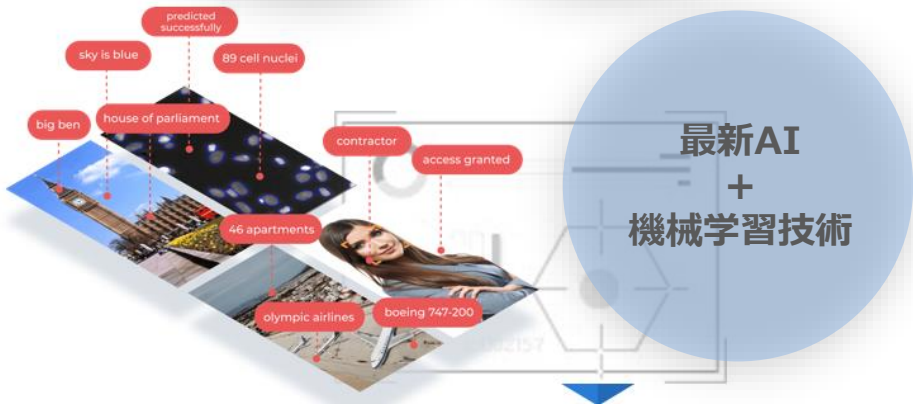 predicted
successfully
sky is blue
89 cell nuclei
big ben
house of parliament
contractor
access granted
46 apartments
olympic airlines
boeing 747-200
最新AI
+
機械学習技術